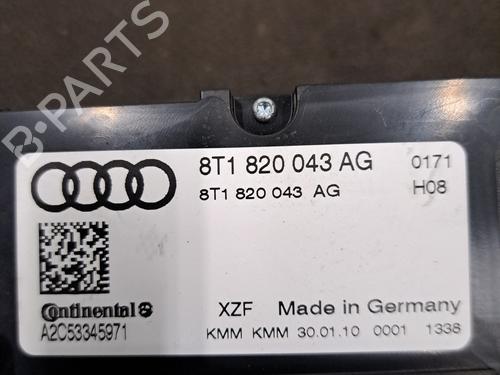 B-PARTS
8T1 820 043 AG 0171
8T1 820 043 AG H08
Continental
A2C53345971
XZF Made in Germany
KMM KMM 30.01.10 0001 1338